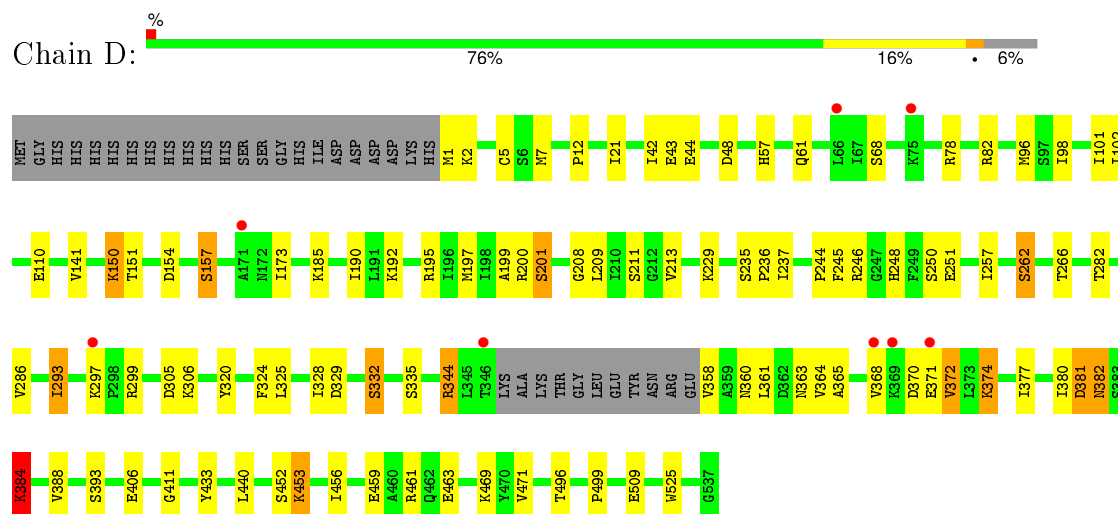 %
Chain D:
76% 16% • 6%
MET GLY HIS HIS HIS HIS HIS HIS HIS HIS HIS HIS SER SER GLY HIS ILE ASP ASP ASP ASP LYS HIS M1 K2 C5 S6 M7 P12 I21 I42 E43 E44 D48 H57 Q61 L66 I67 S68 K75 R78 R82 M96 S97 I98 I101 I102
E110 V141 K150 T151 D154 S157 A171 N172 I173 K185 I190 L191 K192 R195 I196 M197 I198 A199 R200 S201 G208 L209 I210 S211 G212 V213 K229 S235 P236 I237 P244 F245 R246 G247 H248 F249 S250 E251 I257 S262 T266 T282
V286 I293 K297 P298 R299 D305 K306 Y320 F324 L325 I328 D329 S332 S335 R344 L345 T346 LYS ALA LYS THR GLY LEU GLU TYR ASN ARG GLU V358 A359 N360 L361 D362 N363 V364 A365 V368 K369 D370 E371 V372 L373 K374 I377 I380 D381 N382 S383
K384 V388 S393 E406 G411 Y433 L440 S452 K453 I456 E459 A460 R461 Q462 E463 K469 Y470 V471 T496 P499 E509 W525 G537